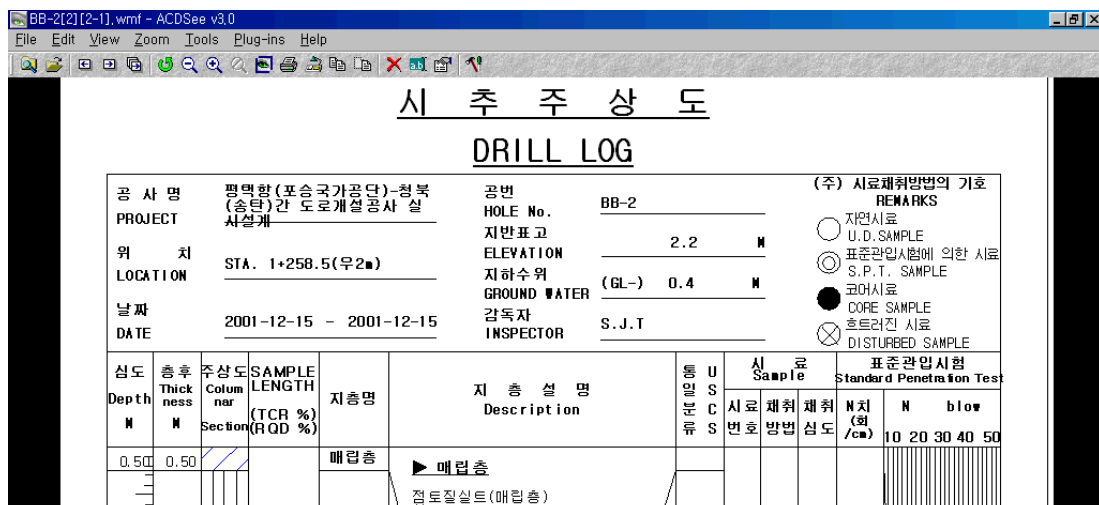 BB-2[2][2-1].wmf - ACDSee v3.0
File Edit View Zoom Tools Plug-ins Help
시 추 주 상 도
DRILL LOG
공 사 명
PROJECT
평택항(포승국가공단)-청북
(송탄)간 도로개설공사 실
시설계
위 치
LOCATION
STA. 1+258.5(우2m)
날짜
DATE
2001-12-15 - 2001-12-15
공번
HOLE No.
BB-2
지반표고
ELEVATION
2.2 M
지하수위
GROUND WATER
(GL-) 0.4 M
감독자
INSPECTOR
S.J.T
(주) 시료채취방법의 기호
REMARKS
자연시료
U.D.SAMPLE
표준관입시험에 의한 시료
S.P.T. SAMPLE
코어시료
CORE SAMPLE
흐트러진 시료
DISTURBED SAMPLE
심도
Depth
M
층후
Thick
ness
M
주상도
Colum
nar
Section
SAMPLE
LENGTH
(TCR %)
(RQD %)
지층명
지 층 설 명
Description
통일분류
USCS
시 료
Sample
시료
번호
채취
방법
채취
심도
표준관입시험
Standard Penetration Test
N치
(회
/cm)
N blow
10 20 30 40 50
0.50 0.50 매립층
▶ 매립층
점토질실트(매립층)